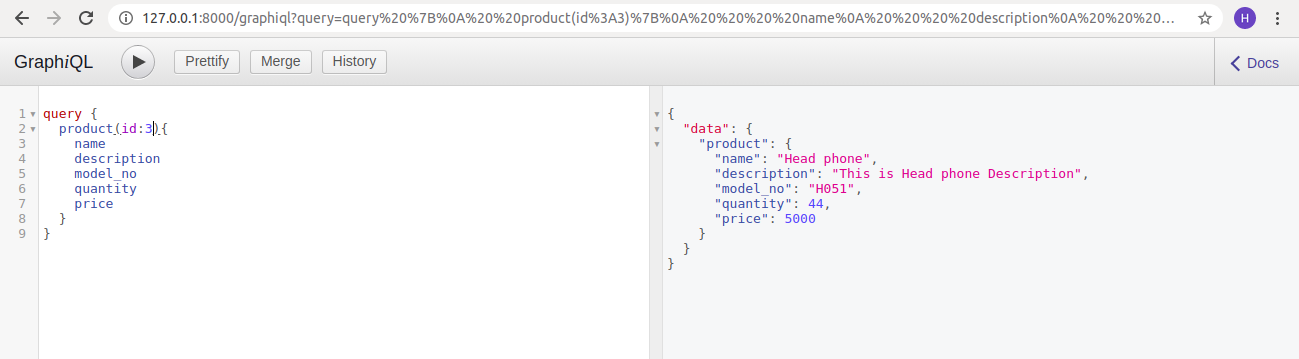 127.0.0.1:8000/graphiql?query=query%20%7B%0A%20%20product(id%3A3)%7B%0A%20%20%20%20name%0A%20%20%20%20description%0A%20%20%20%20... H
GraphiQL Prettify Merge History Docs
1 query {
2 product(id:3){
3 name
4 description
5 model_no
6 quantity
7 price
8 }
9 }
{
"data": {
"product": {
"name": "Head phone",
"description": "This is Head phone Description",
"model_no": "H051",
"quantity": 44,
"price": 5000
}
}
}